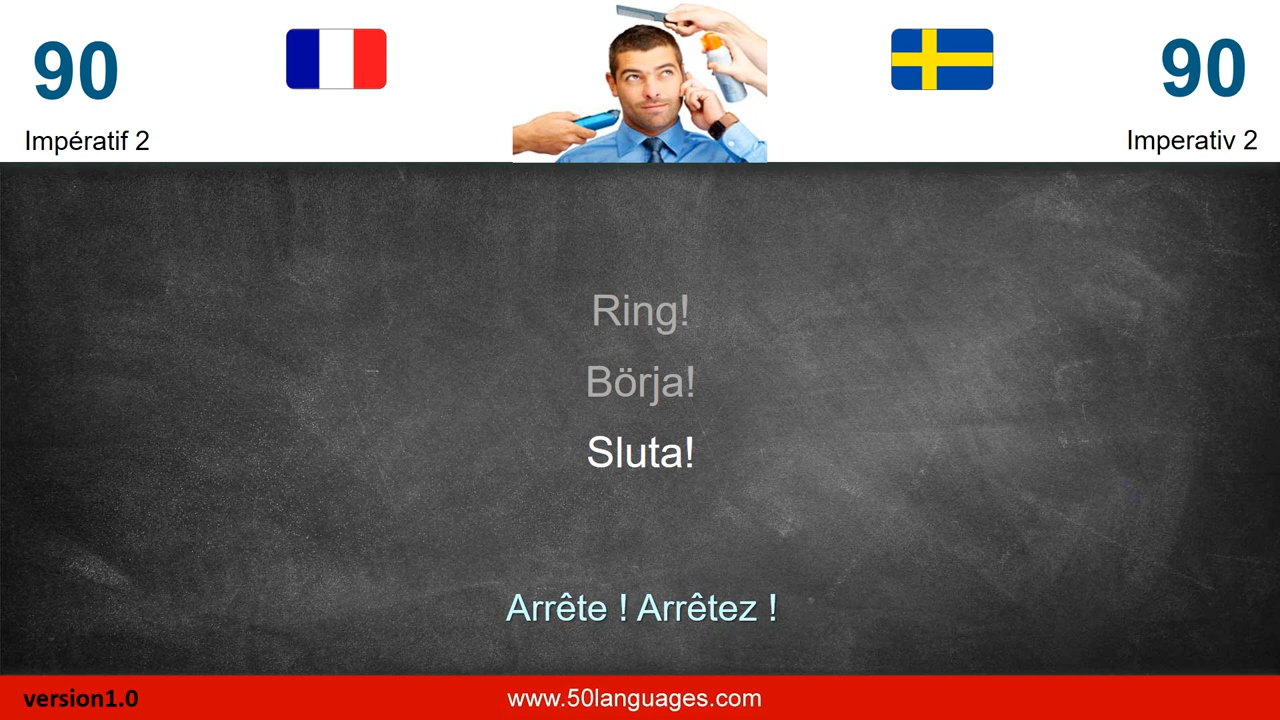 90
90
Impératif 2
Imperativ 2
Ring!
Börja!
Sluta!
Arrête ! Arrêtez !
version1.0
www.50languages.com